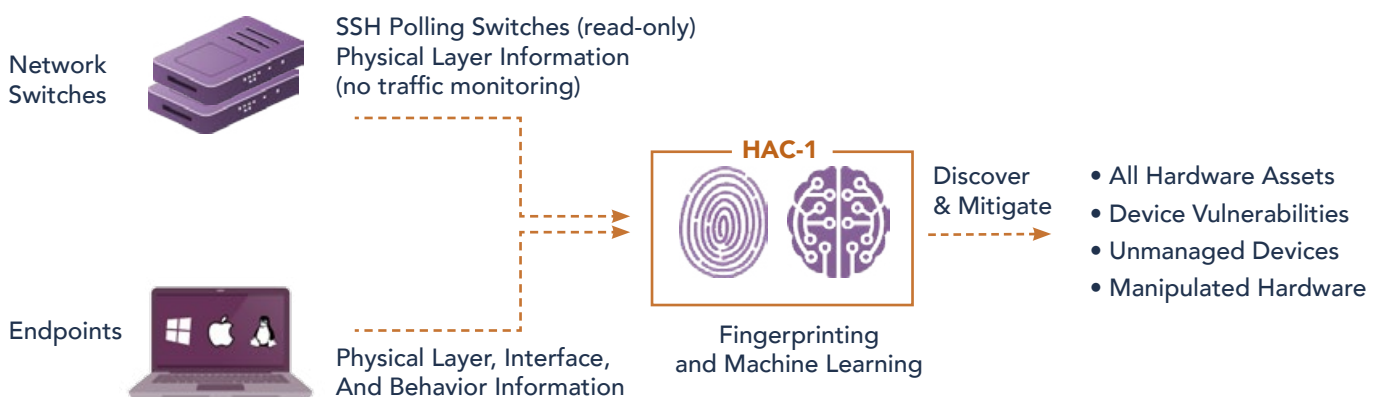 Network
Switches
SSH Polling Switches (read-only)
Physical Layer Information
(no traffic monitoring)
HAC-1
Discover
& Mitigate
• All Hardware Assets
• Device Vulnerabilities
• Unmanaged Devices
• Manipulated Hardware
Endpoints
Physical Layer, Interface,
And Behavior Information
Fingerprinting
and Machine Learning